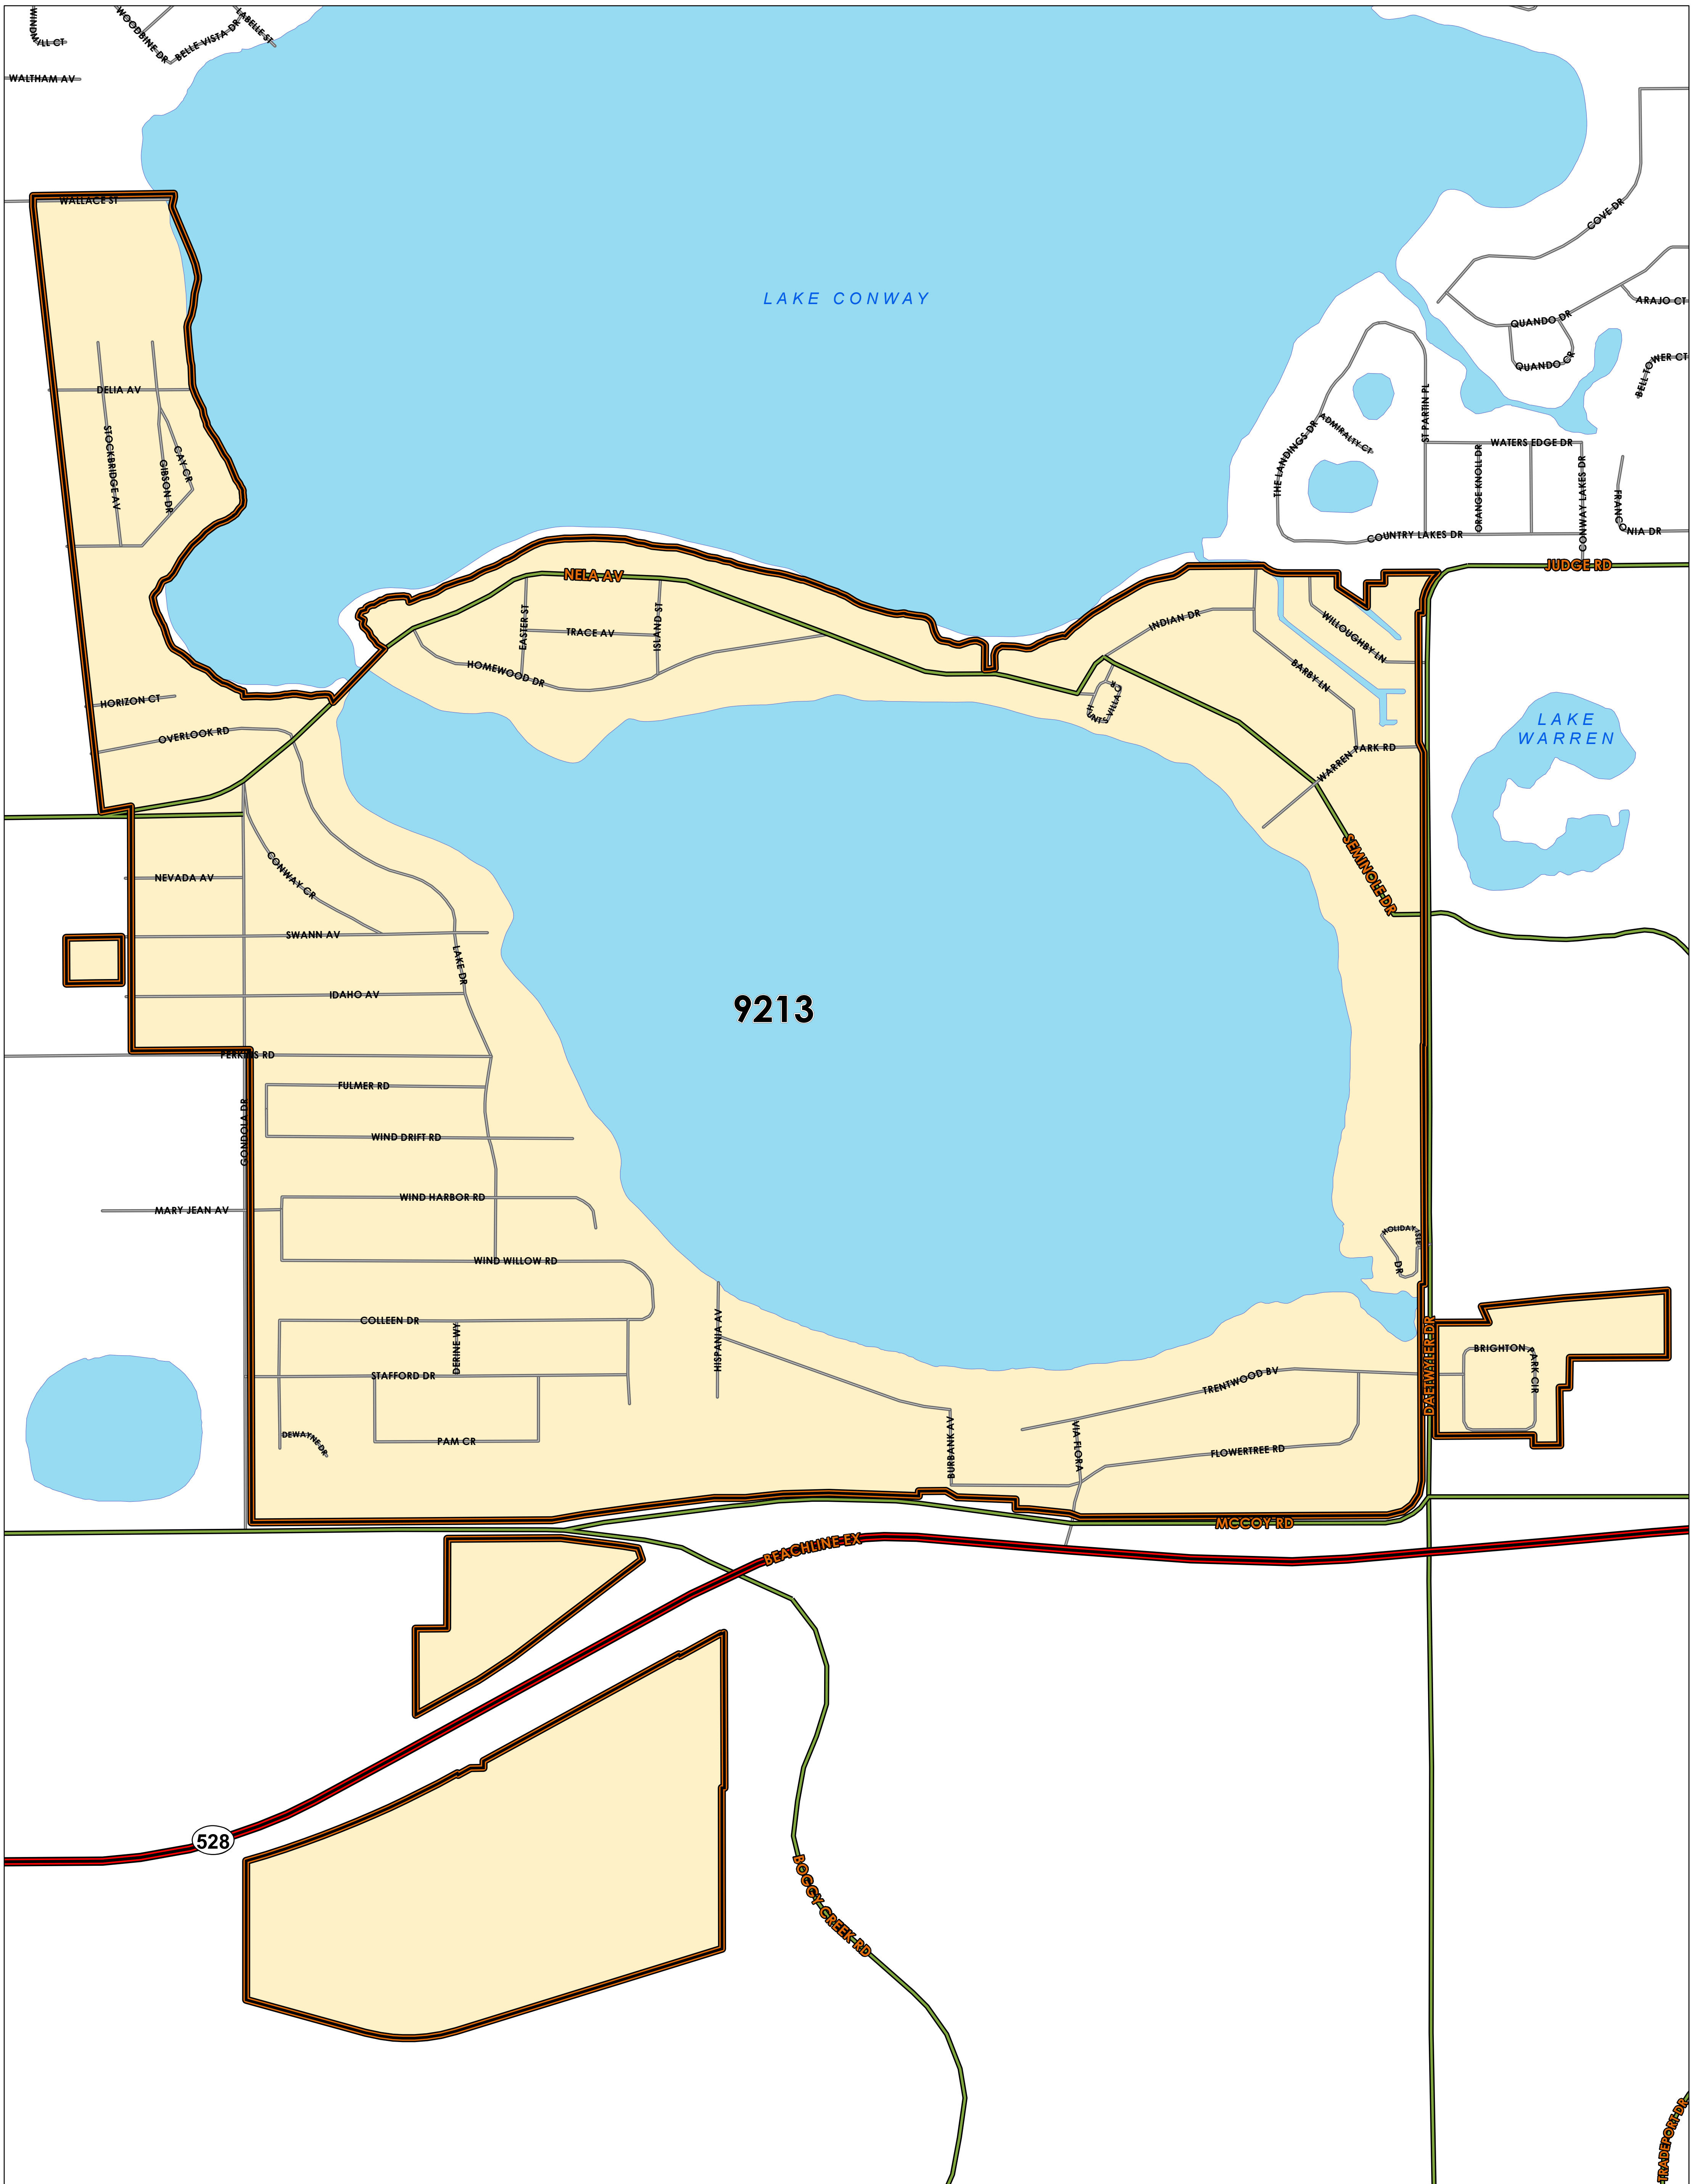 WINDMILL CT
WOODBINE DR
BELLE VISTA DR
LABELLE ST
WALTHAM AV
WALLACE ST
COVE DR
LAKE CONWAY
ARAJO CT
QUANDO DR
QUANDO CR
BELL TOWER CT
DELIA AV
STOCKBRIDGE AV
GIBSON DR
CAY CR
THE LANDINGS DR
ADMIRALTY CT
ST PARTIN PL
WATERS EDGE DR
ORANGE KNOLL DR
CONWAY LAKES DR
FRANCONIA DR
COUNTRY LAKES DR
JUDGE RD
NELA AV
EASTER ST
TRACE AV
ISLAND ST
HOMEWOOD DR
INDIAN DR
WILLOUGHBY LN
BARBY LN
HUNTS VILLA CR
HORIZON CT
OVERLOOK RD
WARREN PARK RD
LAKE
WARREN
SEMINOLE DR
CONWAY CR
NEVADA AV
SWANN AV
LAKE DR
IDAHO AV
9213
PERKINS RD
FULMER RD
GONDOLA DR
WIND DRIFT RD
WIND HARBOR RD
MARY JEAN AV
WIND WILLOW RD
HOLIDAY ISLE DR
COLLEEN DR
DERINE WY
HISPANIA AV
STAFFORD DR
DAETWYLER DR
BRIGHTON PARK CIR
TRENTWOOD BV
DEWAYNE DR
PAM CR
BURBANK AV
VIA FLORA
FLOWERTREE RD
MCCOY RD
BEACHLINE EX
528
BOGGY CREEK RD
TRADEPORT DR